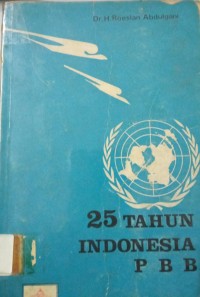 Dr. H. Roeslan Abdulgani
25 TAHUN
INDONESIA
P B B